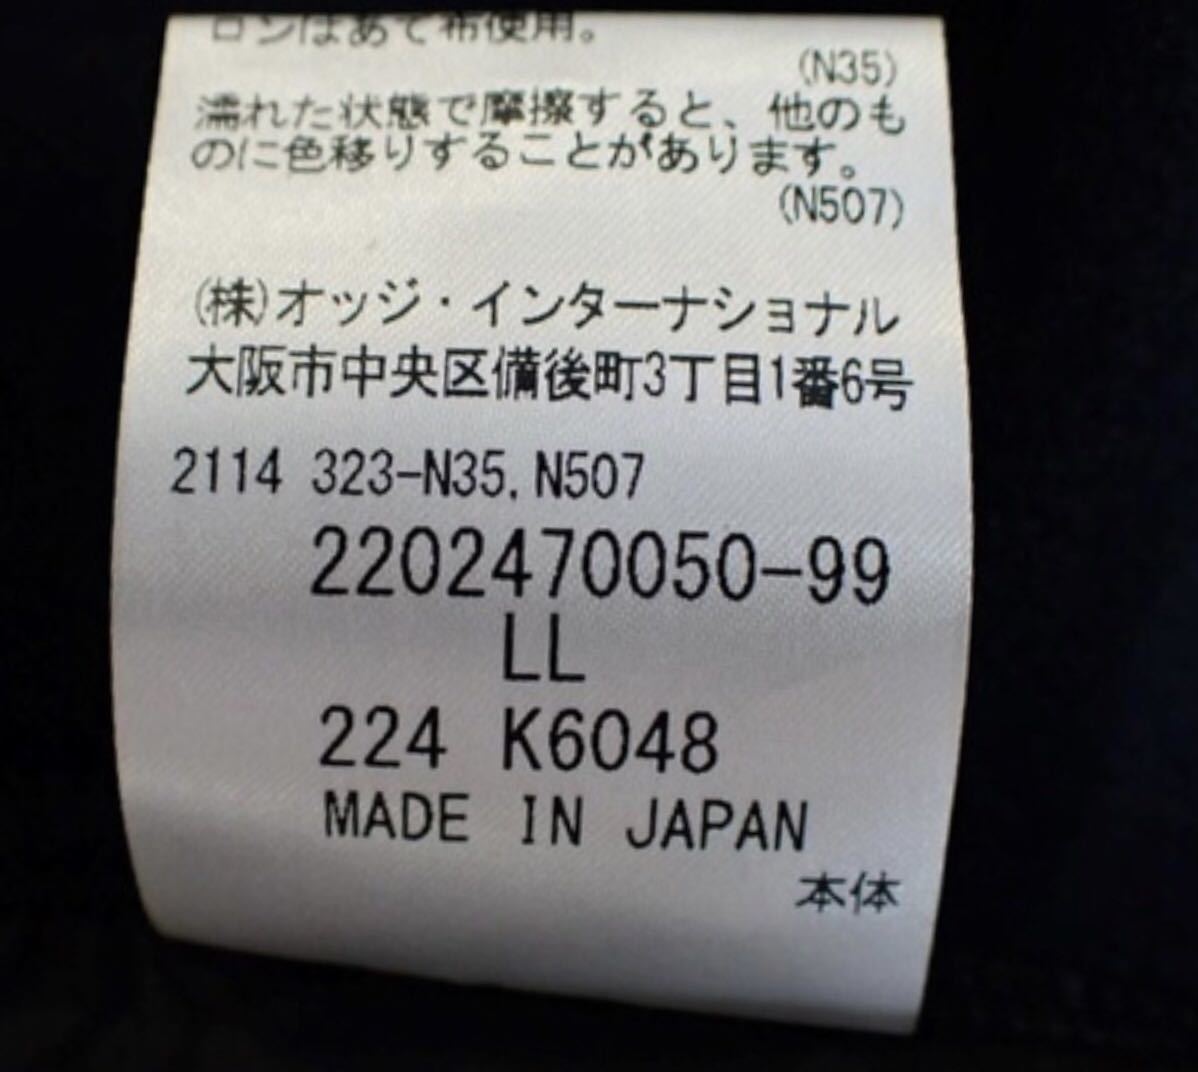 ロンはあて布使用。
(N35)
濡れた状態で摩擦すると、他のも
のに色移りすることがあります。
(N507)
(株)オッジ・インターナショナル
大阪市中央区備後町3丁目1番6号
2114 323-N35,N507
2202470050-99
LL
224 K6048
MADE IN JAPAN
本体